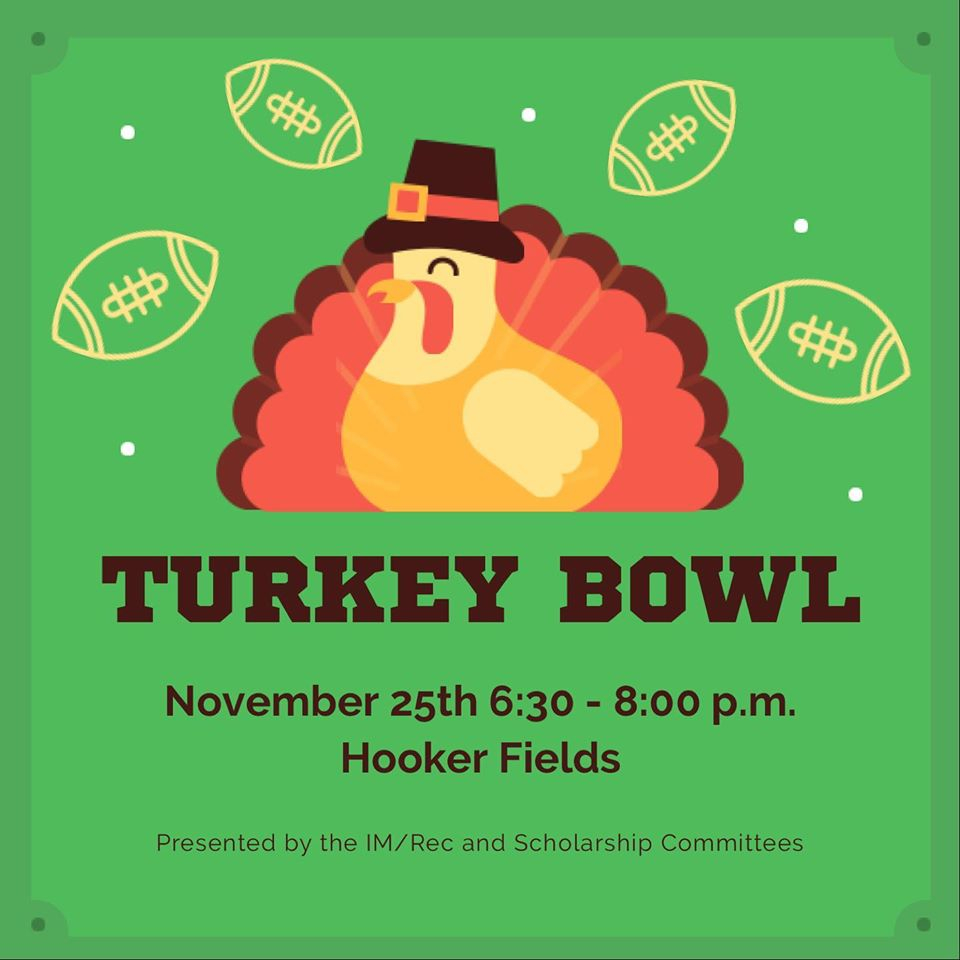 TURKEY BOWL
November 25th 6:30 - 8:00 p.m.
Hooker Fields
Presented by the IM/Rec and Scholarship Committees